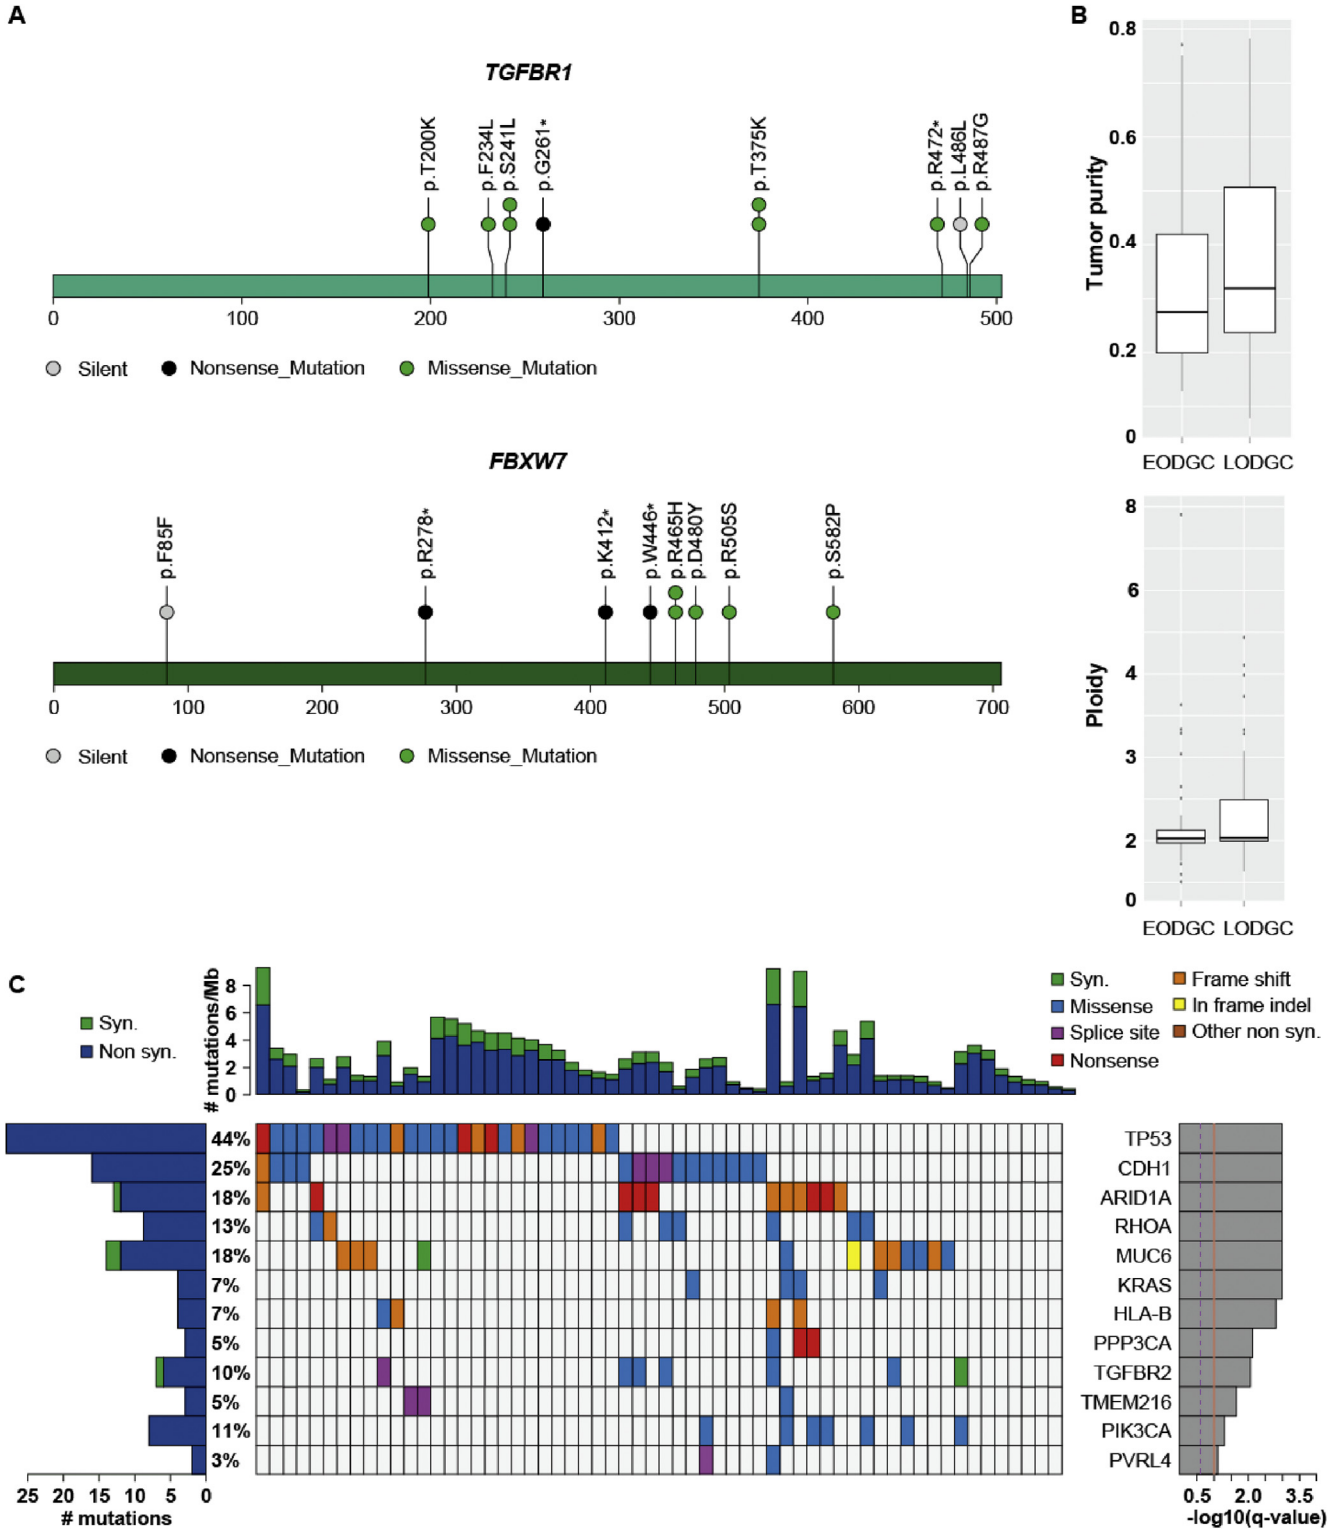 A
TGFBR1
p.T200K
p.F234L
p.S241L
p.G261*
p.T375K
p.R472*
p.L486L
p.R487G
0 100 200 300 400 500
Silent Nonsense_Mutation Missense_Mutation
FBXW7
p.F85F
p.R278*
p.K412*
p.W446*
p.R465H
p.D480Y
p.R505S
p.S582P
0 100 200 300 400 500 600 700
Silent Nonsense_Mutation Missense_Mutation
B
Tumor purity
0.8
0.6
0.4
0.2
0
EODGC LODGC
Ploidy
8
6
4
3
2
0
EODGC LODGC
C
Syn.
Non syn.
# mutations/Mb
8
6
4
2
0
Syn.
Missense
Splice site
Nonsense
Frame shift
In frame indel
Other non syn.
44% TP53
25% CDH1
18% ARID1A
13% RHOA
18% MUC6
7% KRAS
7% HLA-B
5% PPP3CA
10% TGFBR2
5% TMEM216
11% PIK3CA
3% PVRL4
25 20 15 10 5 0
# mutations
0.5 2.0 3.5
-log10(q-value)